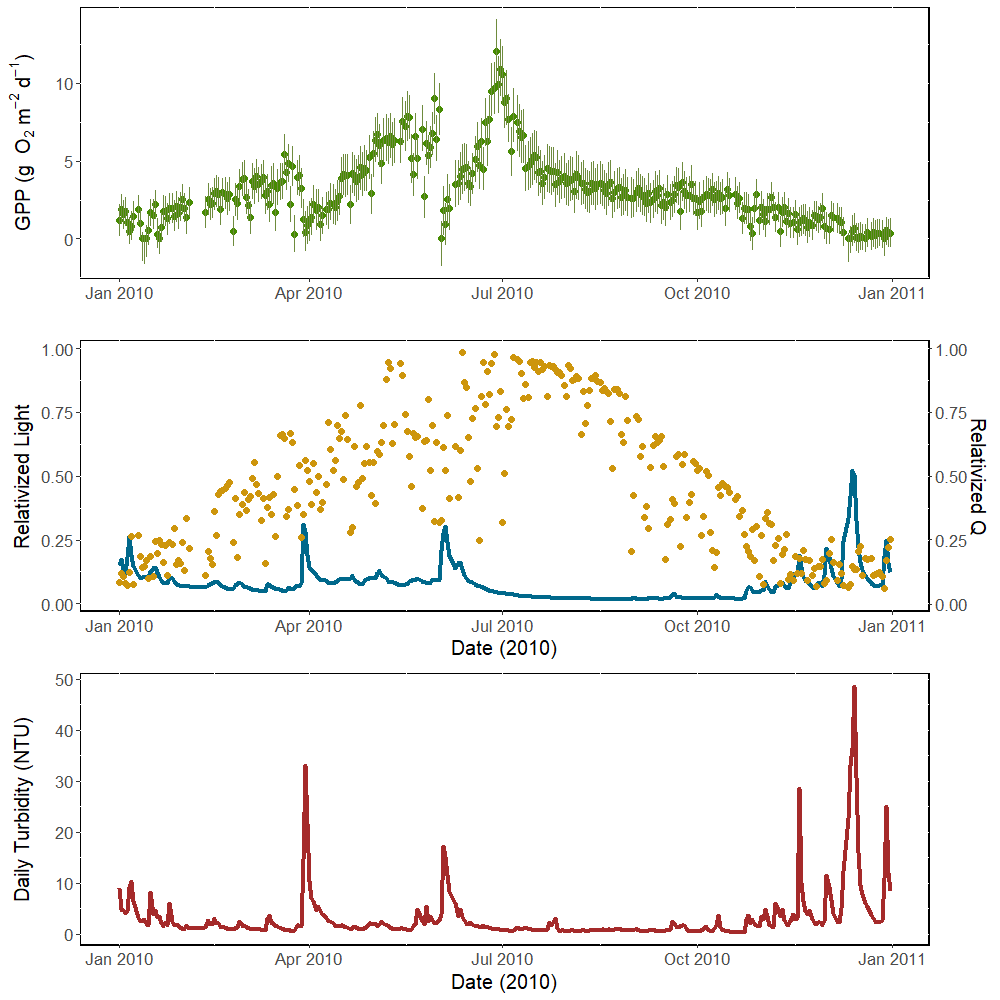 GPP (g O₂ m⁻² d⁻¹)
10
5
0
Jan 2010 Apr 2010 Jul 2010 Oct 2010 Jan 2011
Relativized Light
1.00
0.75
0.50
0.25
0.00
1.00
0.75
0.50
0.25
0.00
Relativized Q
Jan 2010 Apr 2010 Jul 2010 Oct 2010 Jan 2011
Date (2010)
Daily Turbidity (NTU)
50
40
30
20
10
0
Jan 2010 Apr 2010 Jul 2010 Oct 2010 Jan 2011
Date (2010)